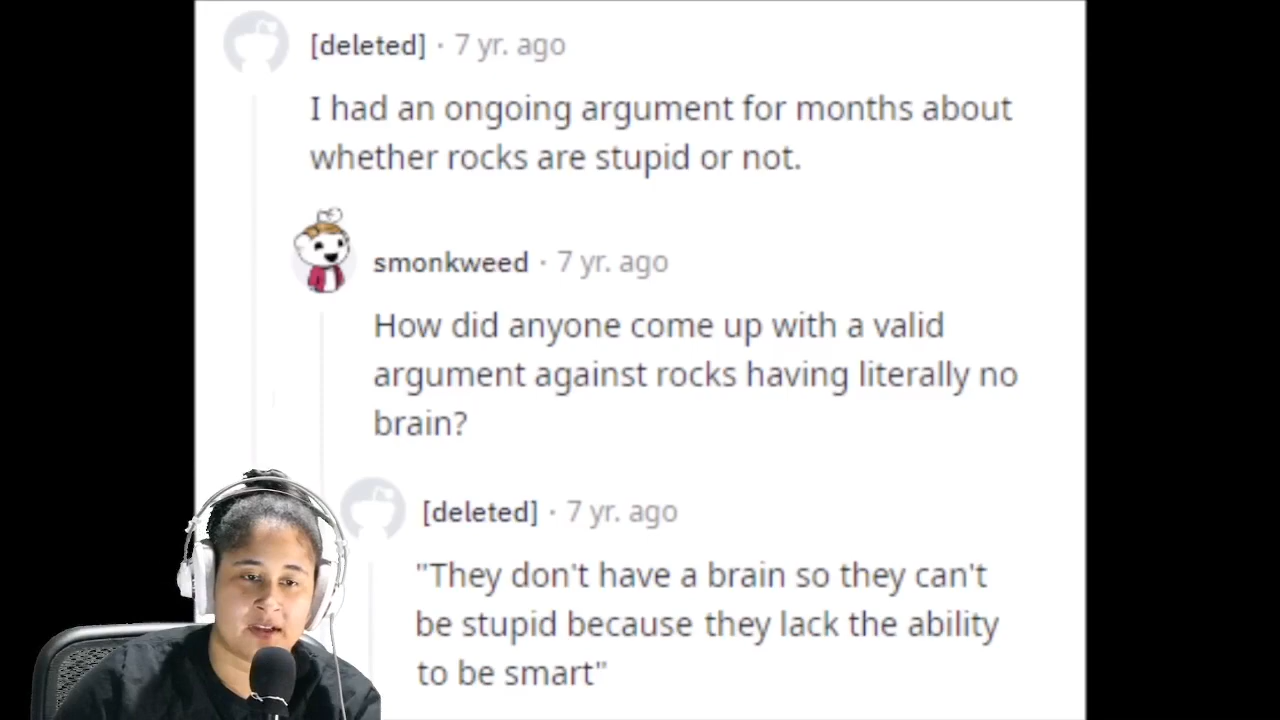 [deleted] · 7 yr. ago
I had an ongoing argument for months about
whether rocks are stupid or not.
smonkweed · 7 yr. ago
How did anyone come up with a valid
argument against rocks having literally no
brain?
[deleted] · 7 yr. ago
"They don't have a brain so they can't
be stupid because they lack the ability
to be smart"